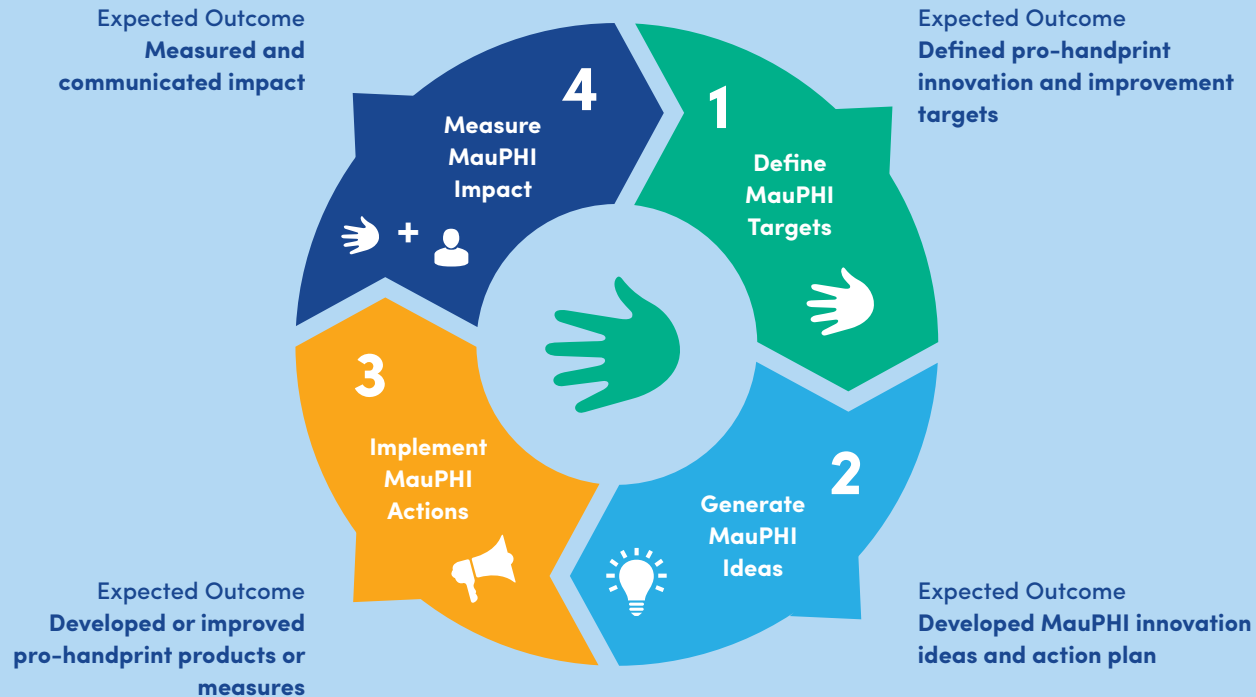 Expected Outcome
Defined pro-handprint
innovation and improvement
targets
1
Define
MauPHI
Targets
2
Generate
MauPHI
Ideas
Expected Outcome
Developed MauPHI innovation
ideas and action plan
3
Implement
MauPHI
Actions
Expected Outcome
Developed or improved
pro-handprint products or
measures
4
Measure
MauPHI
Impact
+
Expected Outcome
Measured and
communicated impact